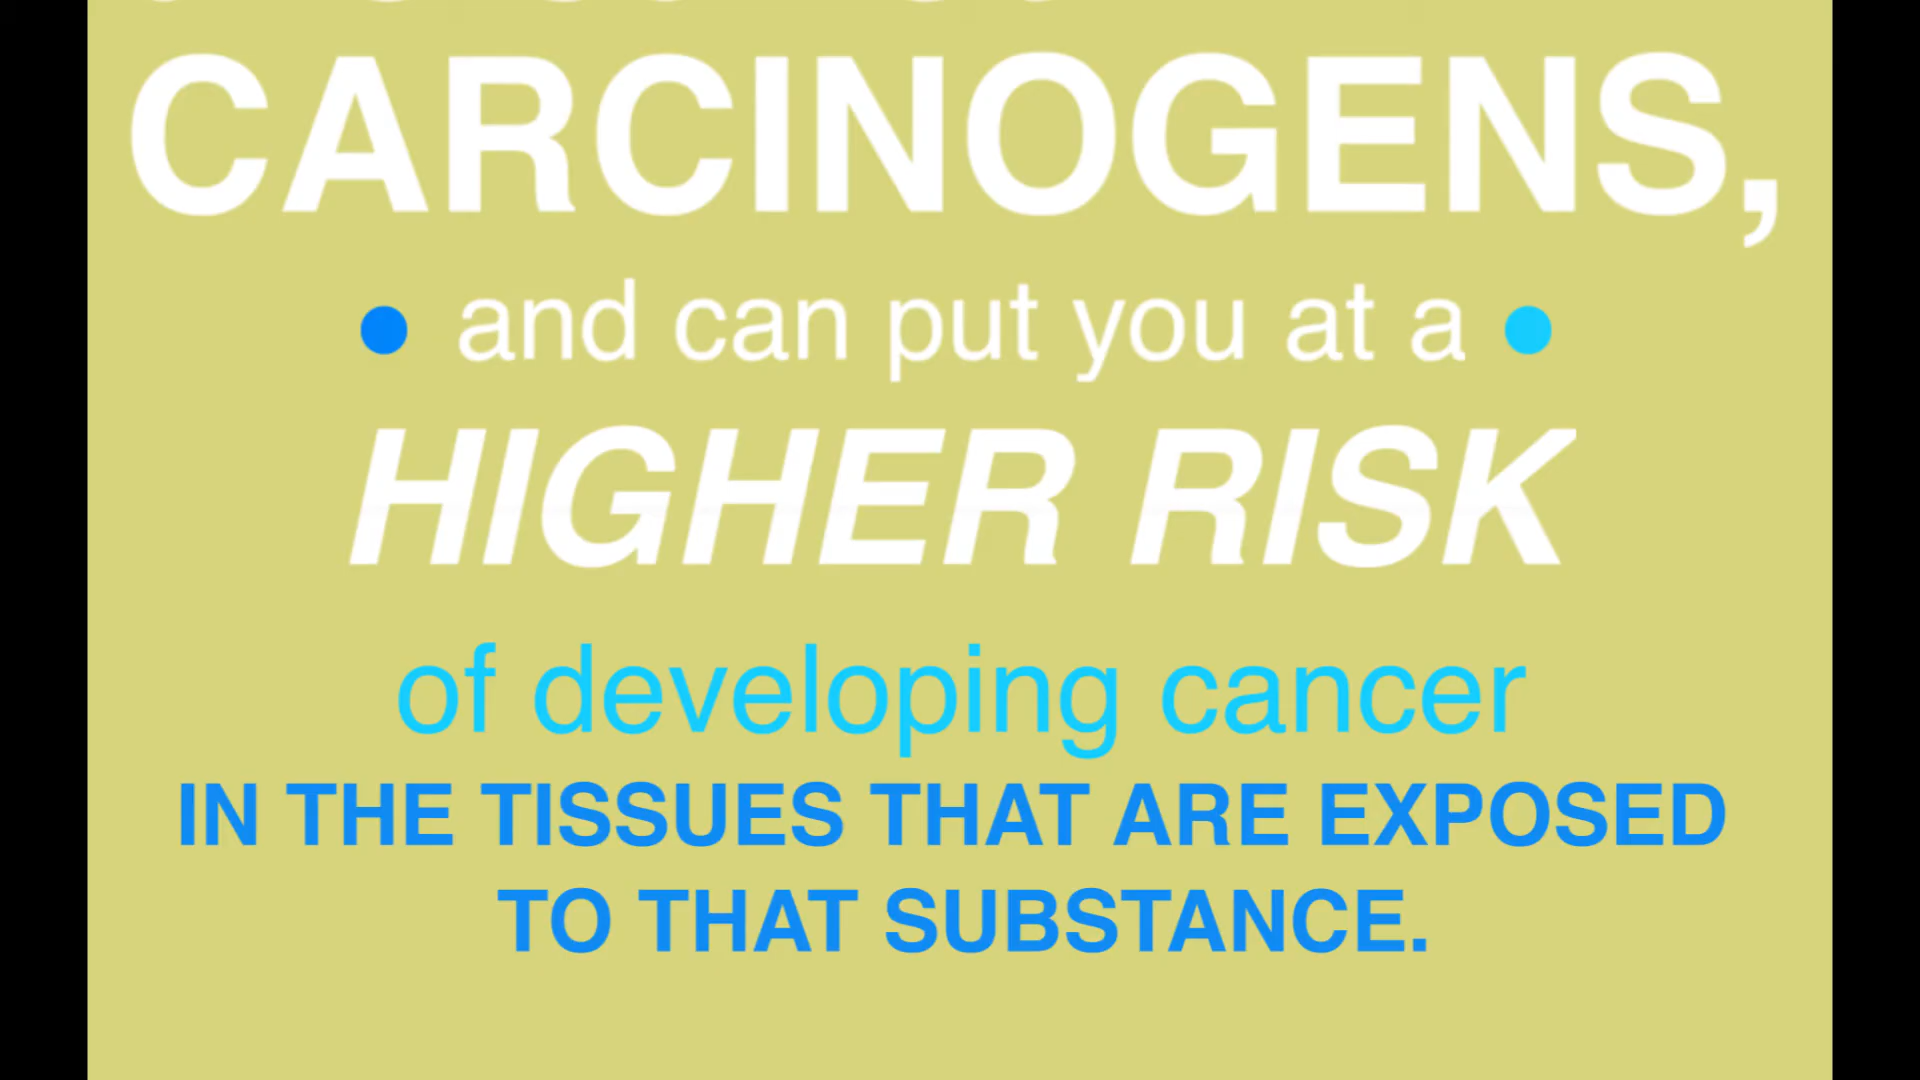 CARCINOGENS,
and can put you at a
HIGHER RISK
of developing cancer
IN THE TISSUES THAT ARE EXPOSED
TO THAT SUBSTANCE.